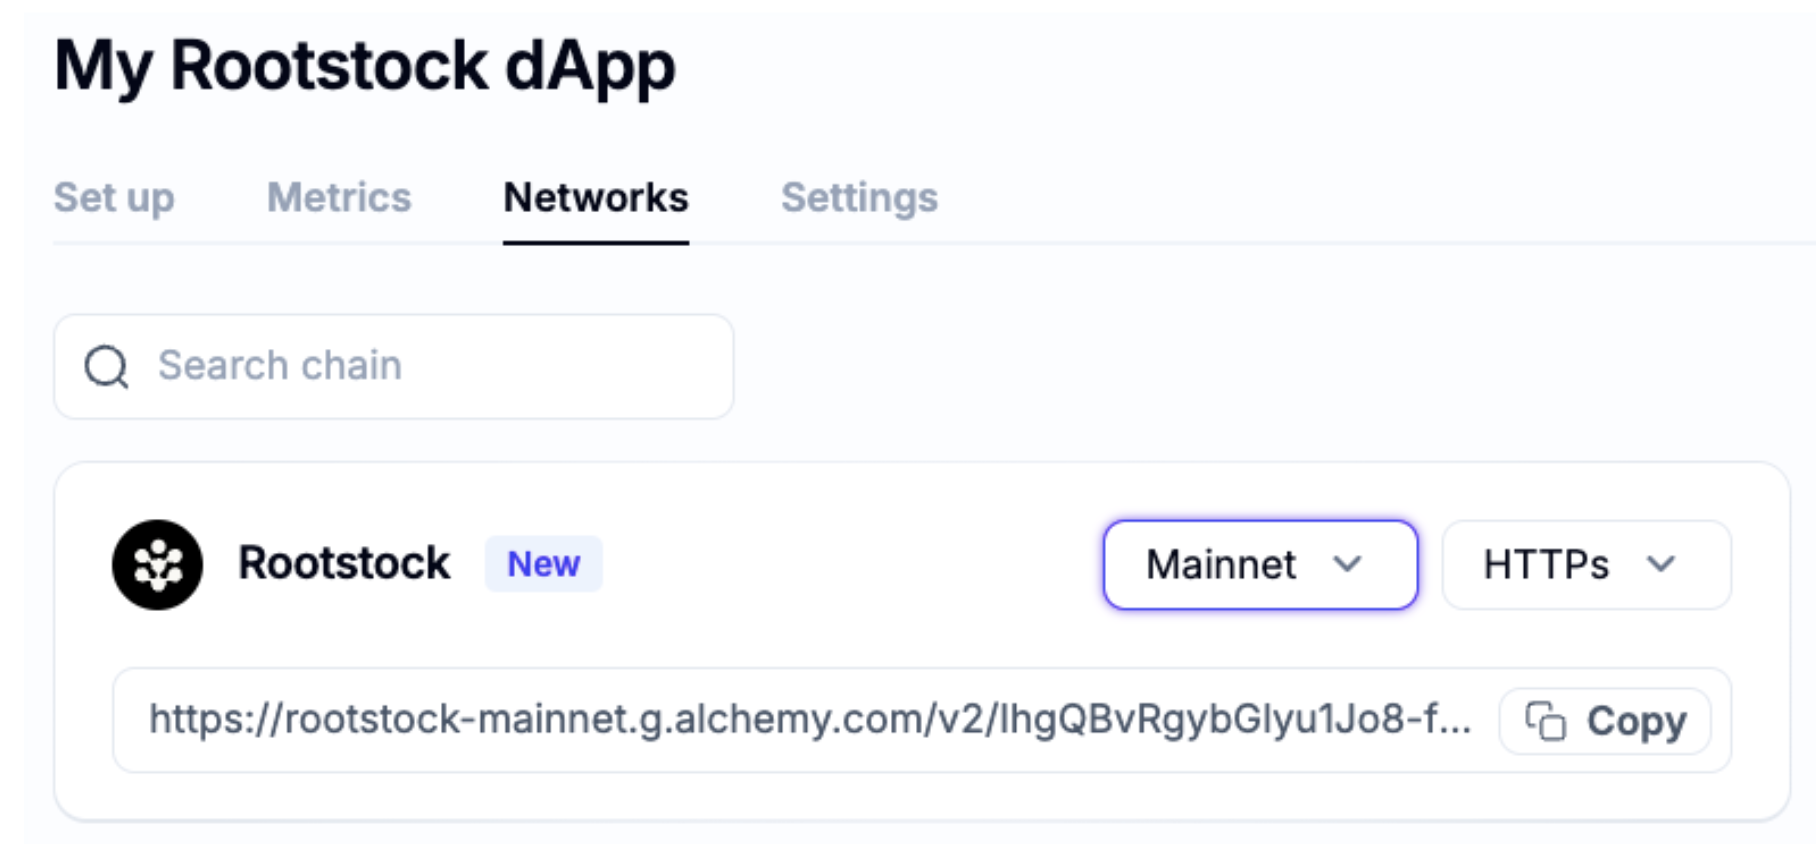 My Rootstock dApp
Set up Metrics Networks Settings
Search chain
Rootstock New Mainnet HTTPs
https://rootstock-mainnet.g.alchemy.com/v2/lhgQBvRgybGlyu1Jo8-f... Copy